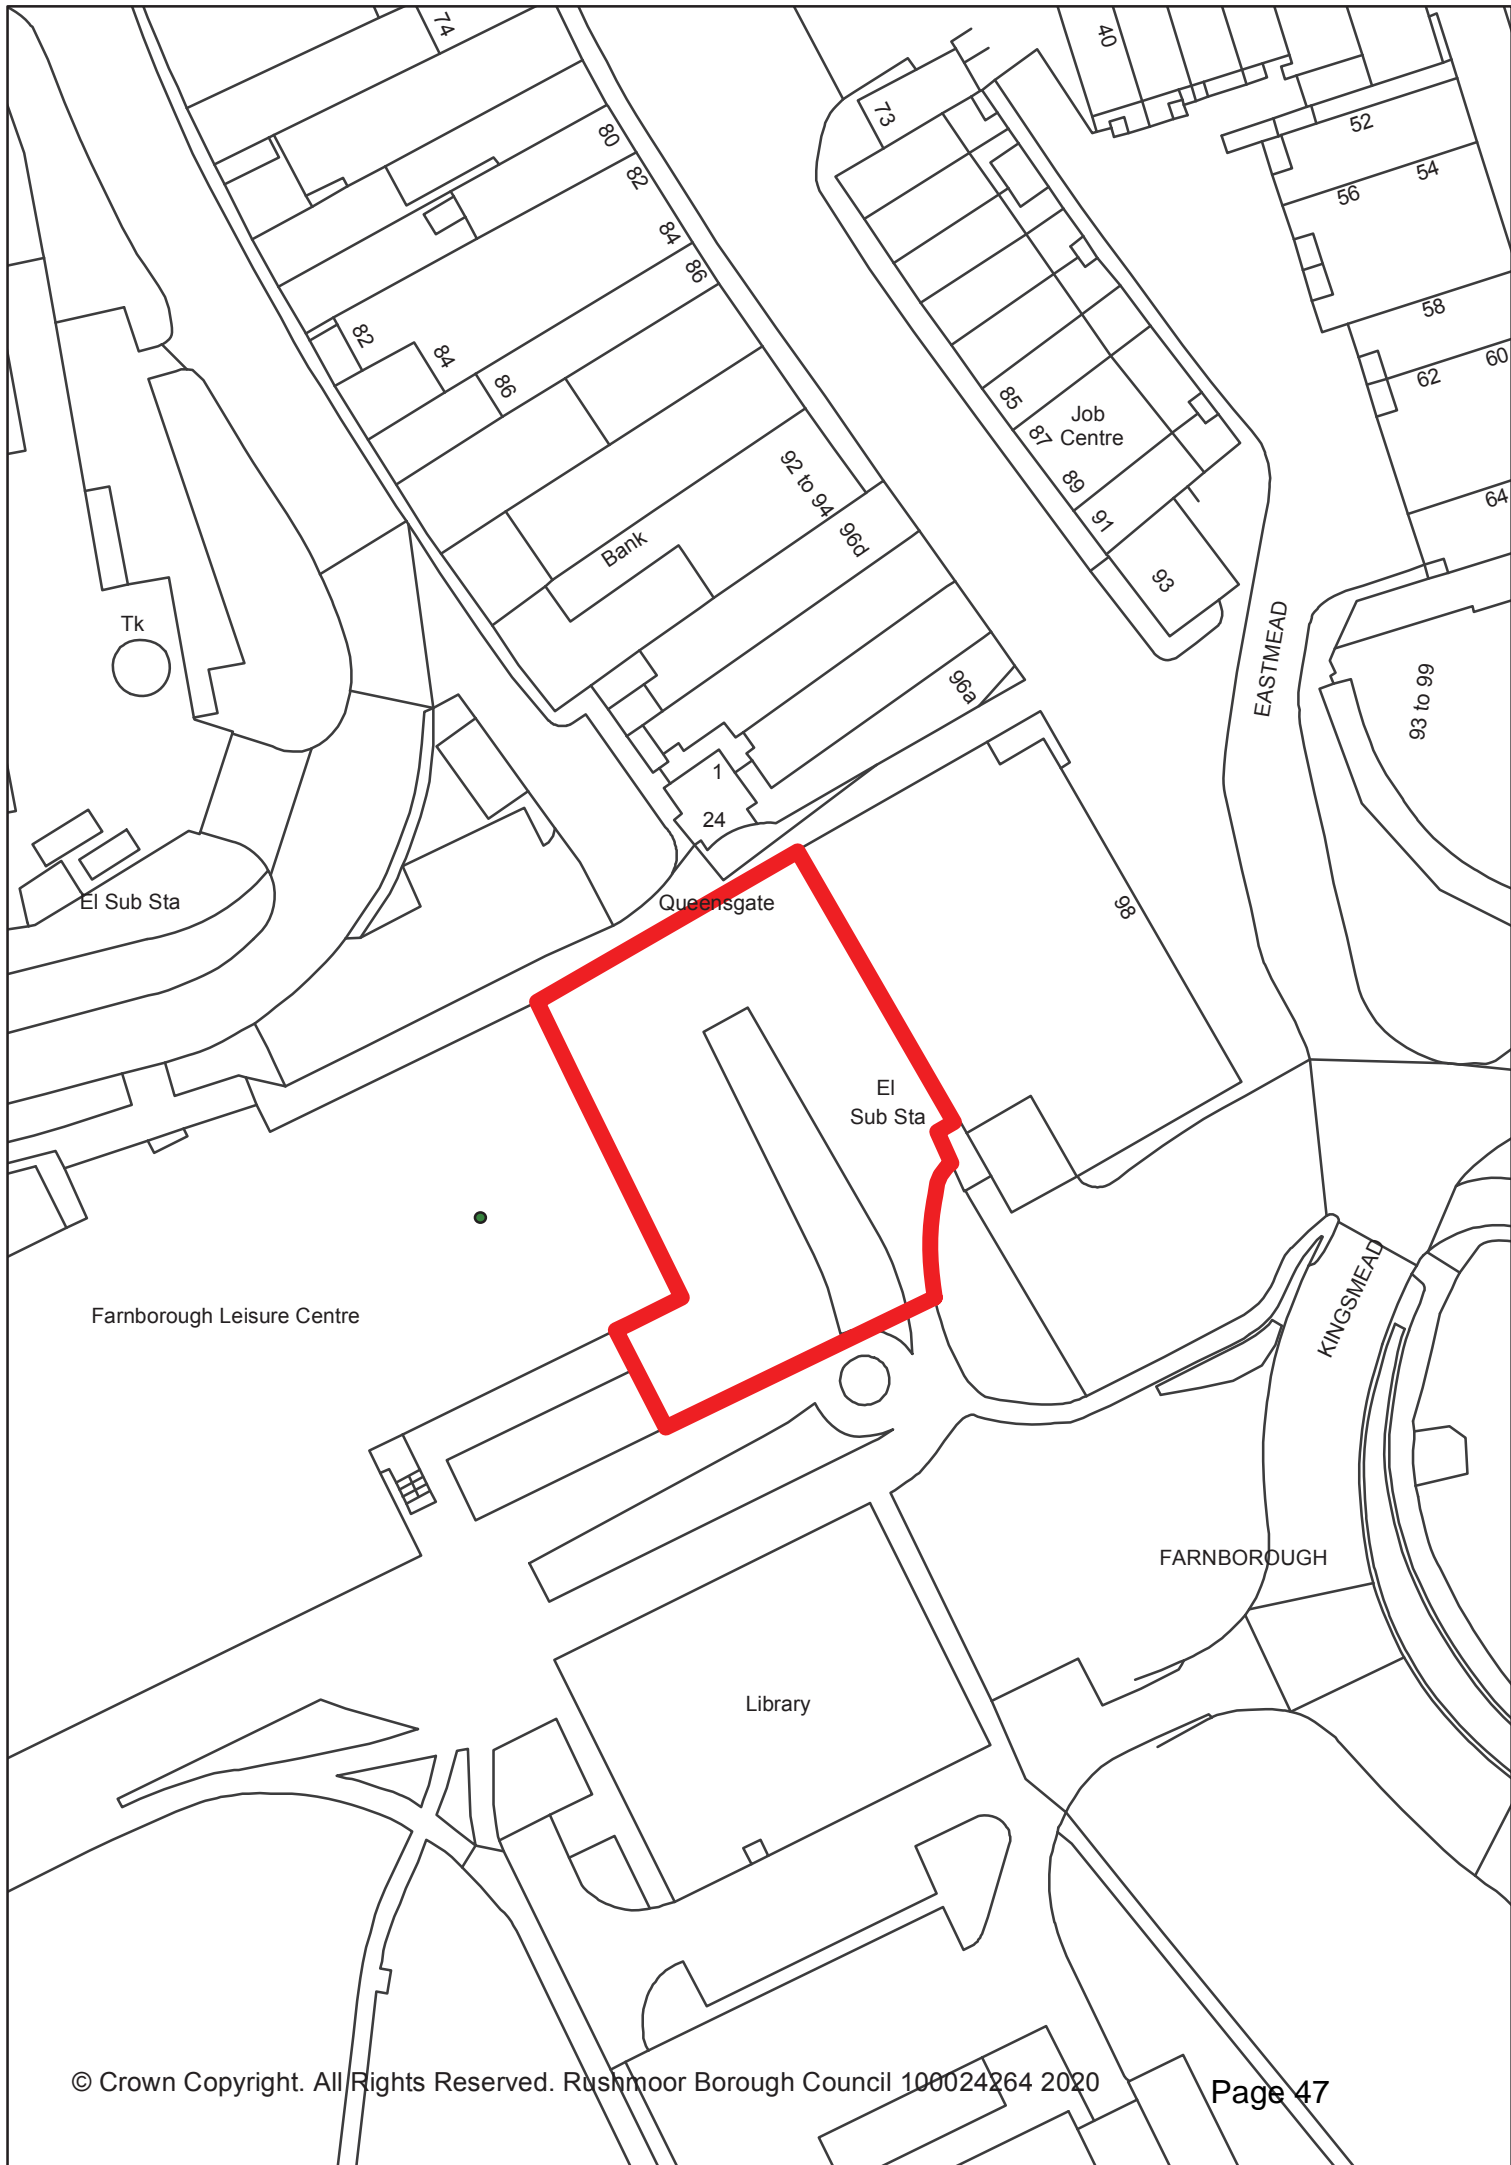 74
40
73
80
82
84
86
52
54
56
58
60
62
64
82
84
86
85
87
Job
Centre
89
91
93
92 to 94
96d
Bank
Tk
EASTMEAD
93 to 99
96a
1
24
El Sub Sta
Queensgate
98
El
Sub Sta
Farnborough Leisure Centre
KINGSMEAD
FARNBOROUGH
Library
© Crown Copyright. All Rights Reserved. Rushmoor Borough Council 100024264 2020
Page 47